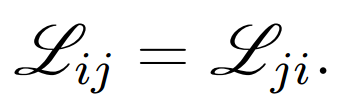 ℒᵢⱼ = ℒⱼᵢ.